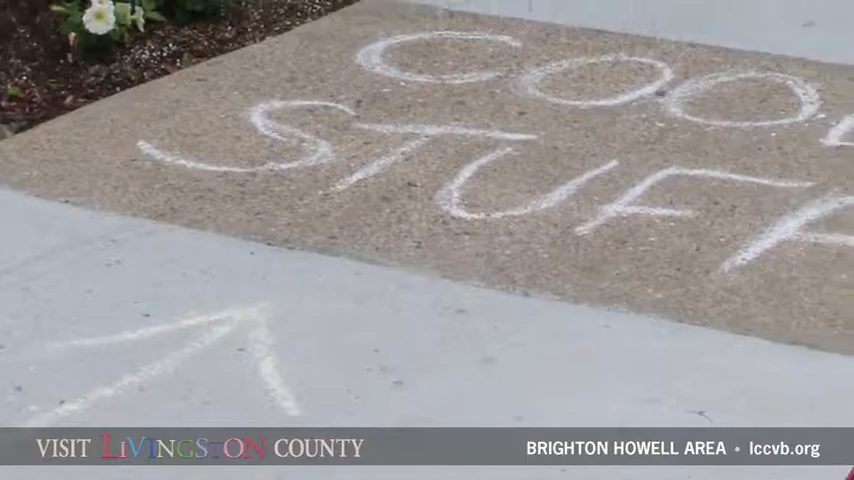 COOL
STUFF
VISIT LiVINGSTON COUNTY
BRIGHTON HOWELL AREA • lccvb.org